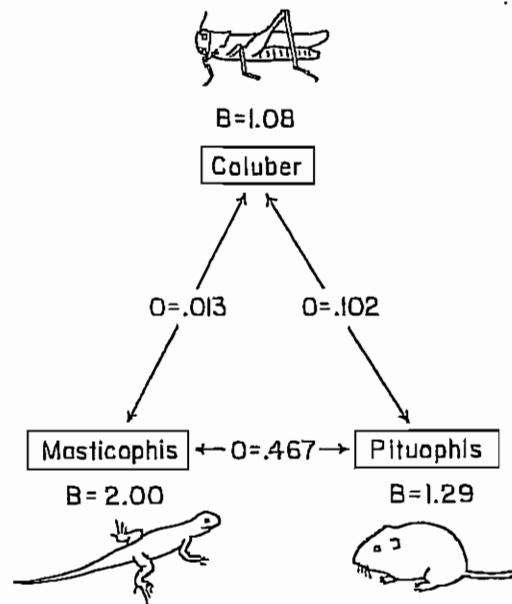 B=1.08
Coluber
O=.013
O=.102
Masticophis
O=.467
Pituophis
B=2.00
B=1.29